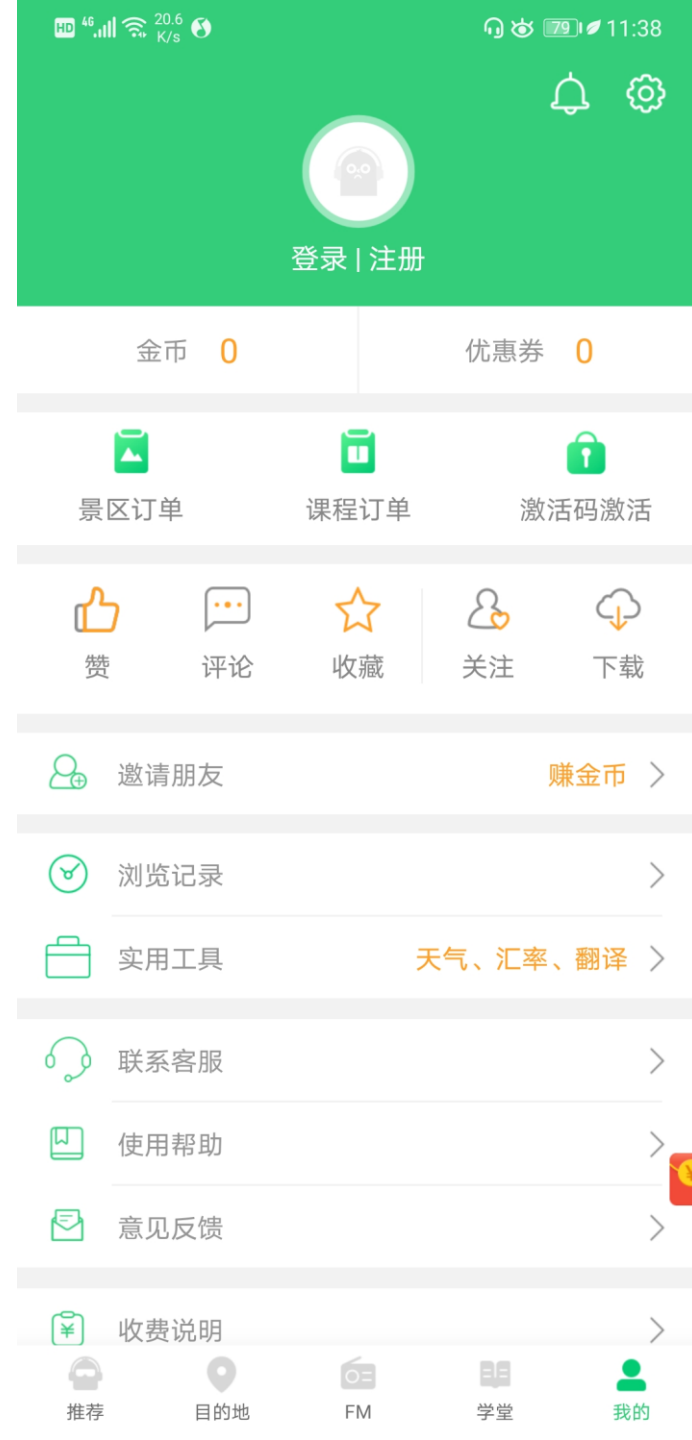 HD 4G 20.6 K/s 79 11:38
登录 | 注册
金币 0 优惠券 0
景区订单 课程订单 激活码激活
赞 评论 收藏 关注 下载
邀请朋友 赚金币
浏览记录
实用工具 天气、汇率、翻译
联系客服
使用帮助
¥
意见反馈
¥ 收费说明
推荐 目的地 FM 学堂 我的